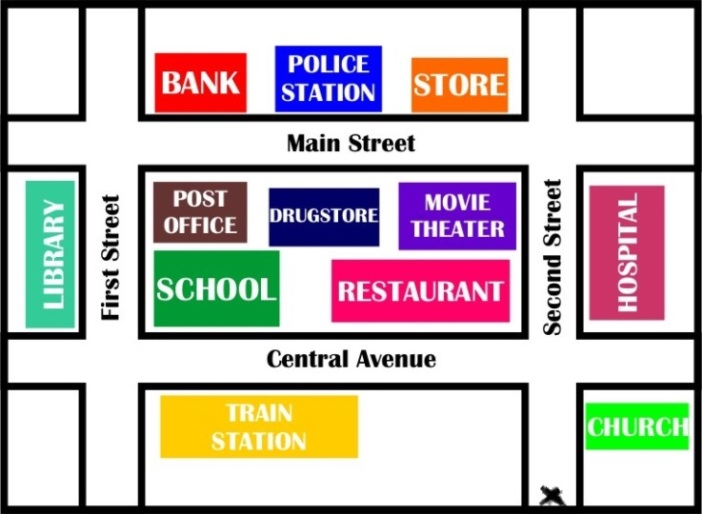 BANK
POLICE
STATION
STORE
Main Street
LIBRARY
First Street
POST
OFFICE
DRUGSTORE
MOVIE
THEATER
SCHOOL
RESTAURANT
Second Street
HOSPITAL
Central Avenue
TRAIN
STATION
CHURCH